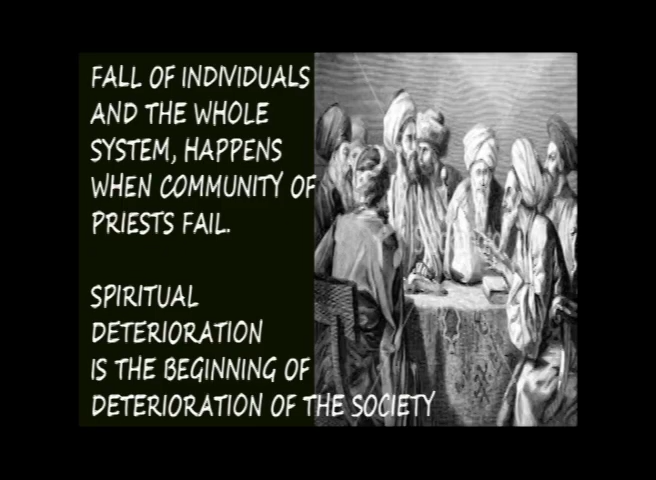 FALL OF INDIVIDUALS
AND THE WHOLE
SYSTEM, HAPPENS
WHEN COMMUNITY OF
PRIESTS FAIL.
SPIRITUAL
DETERIORATION
IS THE BEGINNING OF
DETERIORATION OF THE SOCIETY